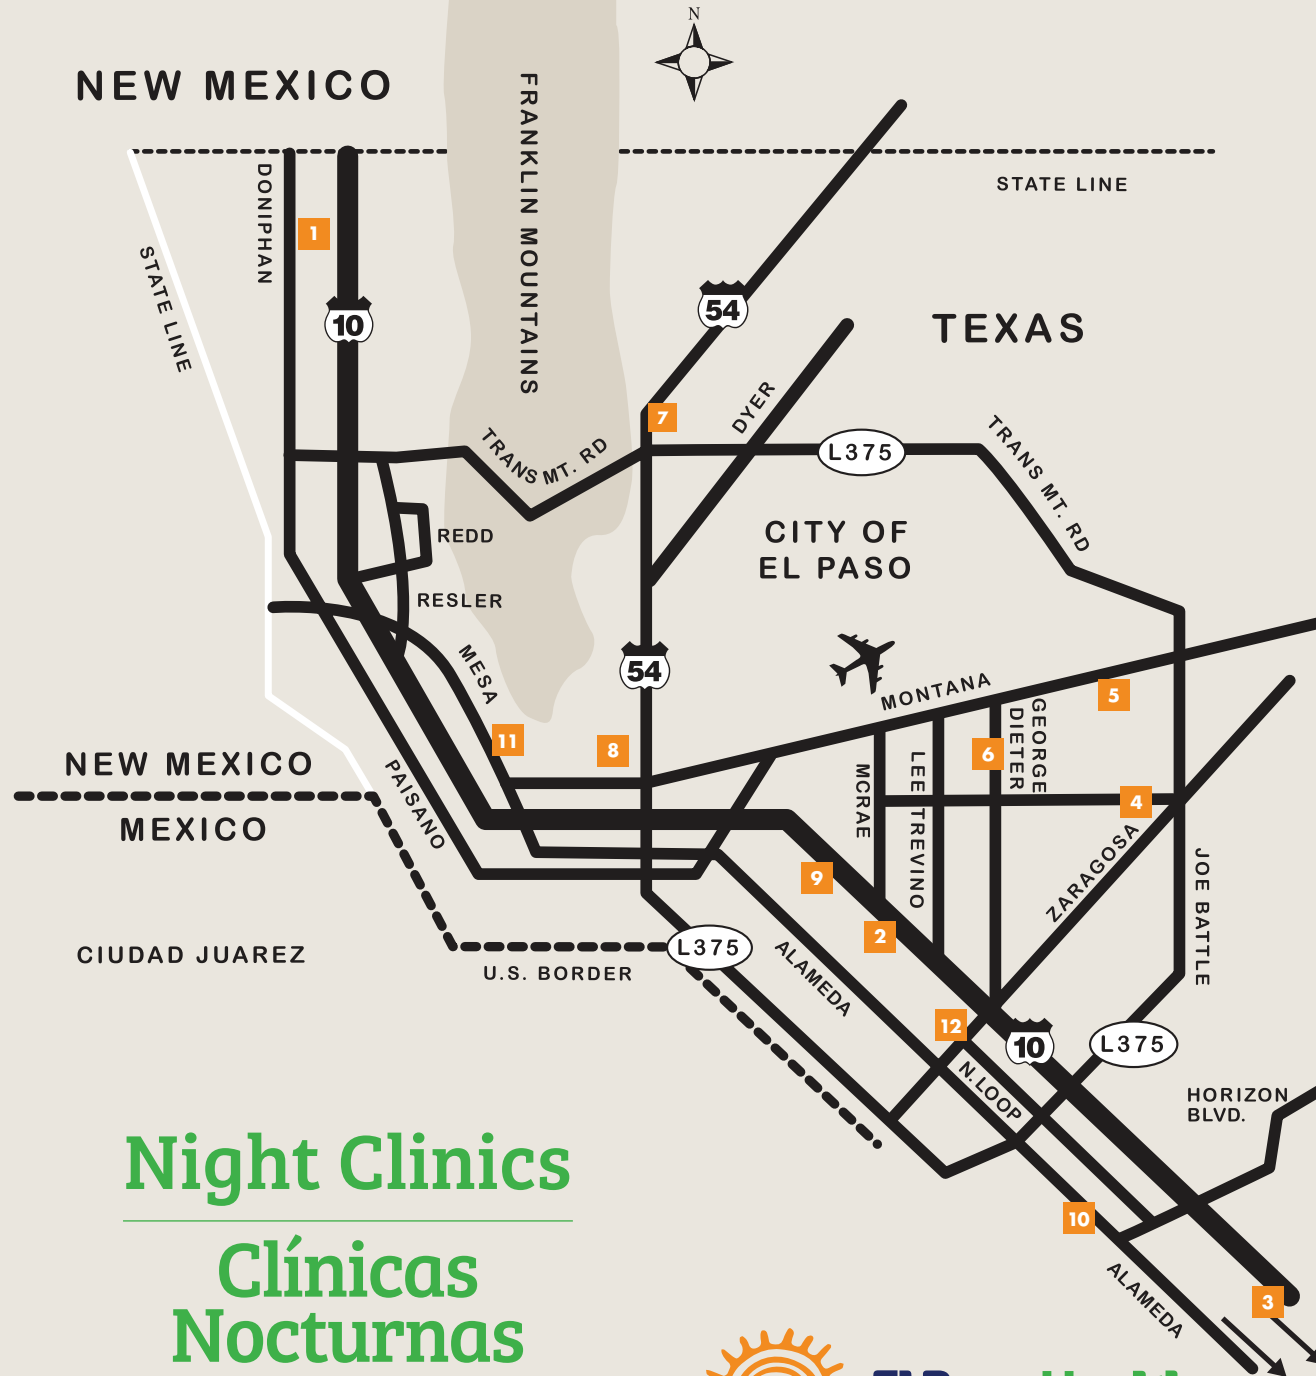 N
NEW MEXICO
FRANKLIN MOUNTAINS
STATE LINE
DONIPHAN
1
STATE LINE
10
54
TEXAS
7
DYER
TRANS MT. RD
L375
TRANS MT. RD
CITY OF
EL PASO
REDD
RESLER
MESA
54
MONTANA
5
GEORGE
DIETER
11
8
6
NEW MEXICO
MEXICO
PAISANO
MCRAE
LEE TREVINO
4
ZARAGOSA
JOE BATTLE
9
2
CIUDAD JUAREZ
U.S. BORDER
L375
ALAMEDA
12
10
L375
N. LOOP
HORIZON
BLVD.
Night Clinics
10
Clínicas
Nocturnas
ALAMEDA
3